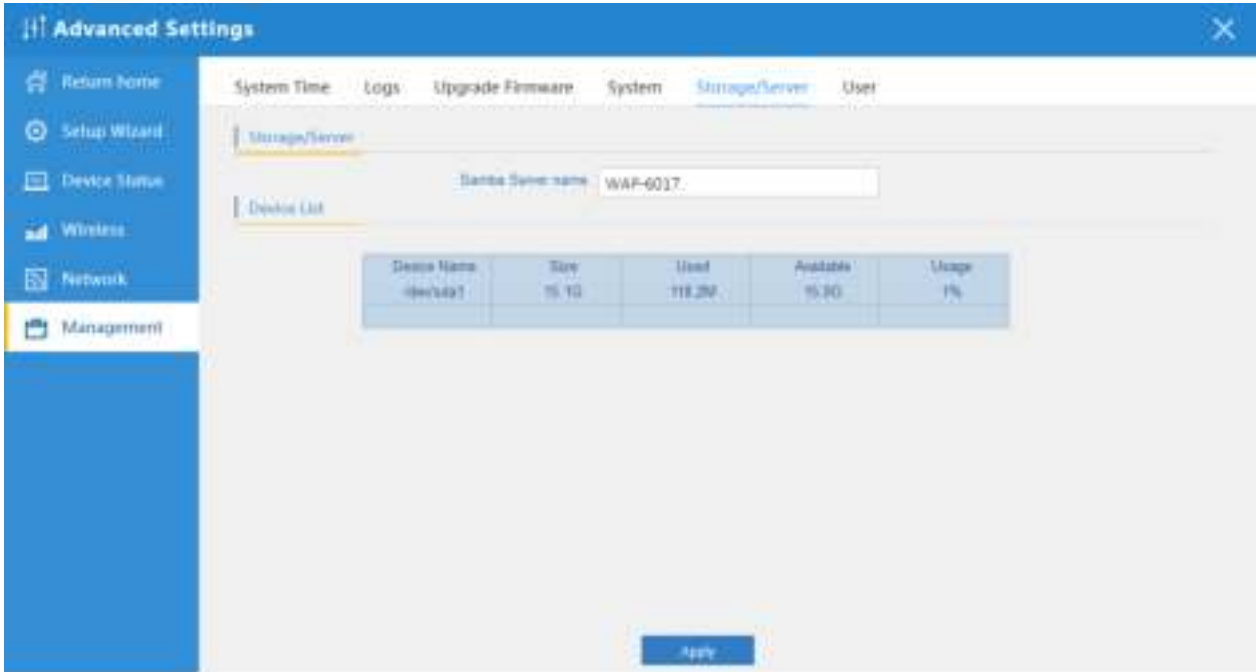 Advanced Settings
Return home
Setup Wizard
Device Status
Wireless
Network
Management
System Time Logs Upgrade Firmware System Storage/Server User
Storage/Server
Samba Server name WAP-6017
Device List
Device Name Size Used Available Usage
/dev/sda1 15.1G 118.2M 15.0G 1%
Apply